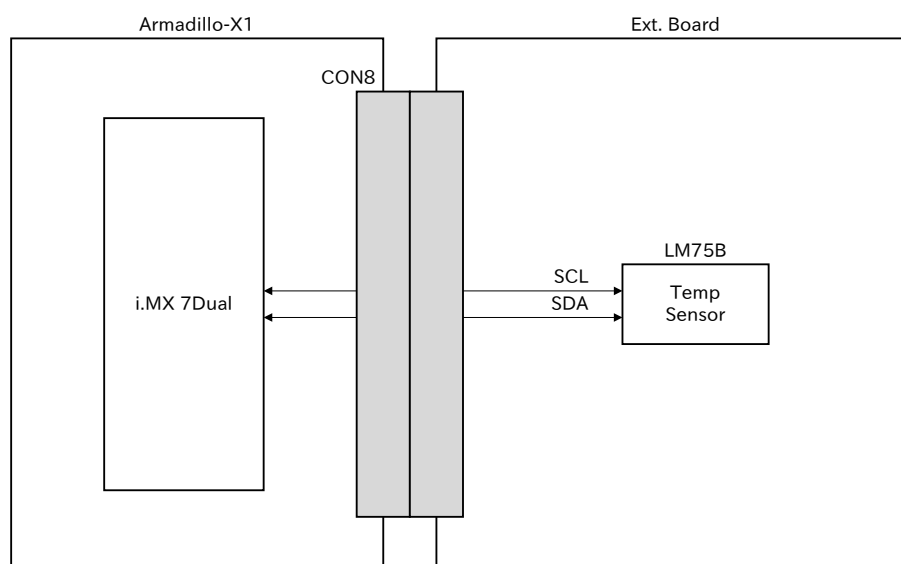 Armadillo-X1
Ext. Board
CON8
LM75B
SCL
SDA
i.MX 7Dual
Temp
Sensor